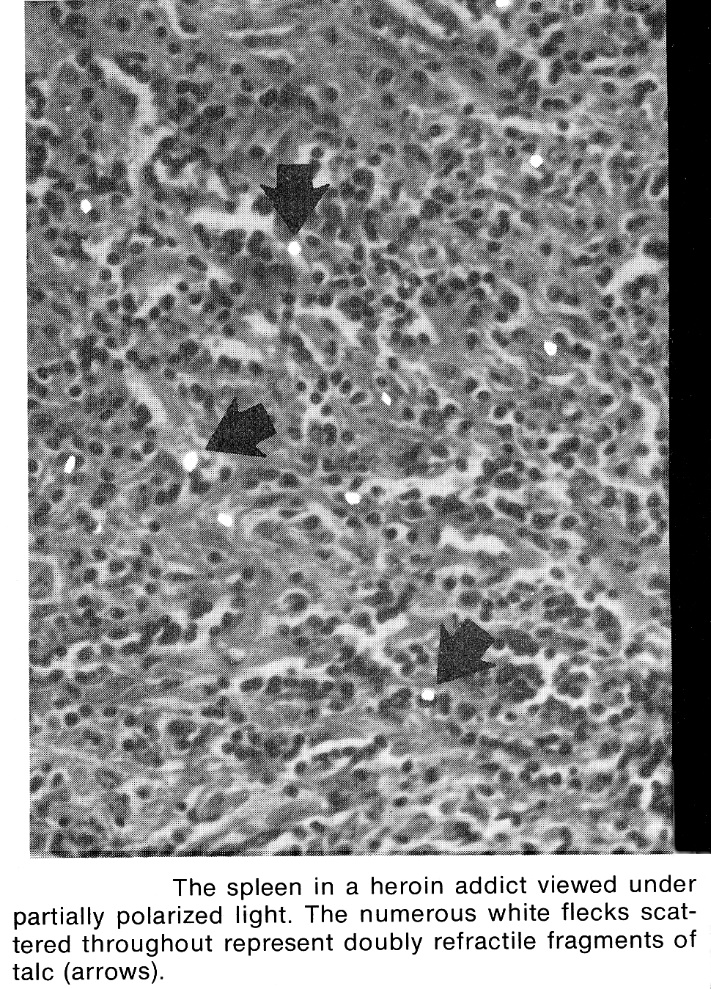 The spleen in a heroin addict viewed under
partially polarized light. The numerous white flecks scat-
tered throughout represent doubly refractile fragments of
talc (arrows).